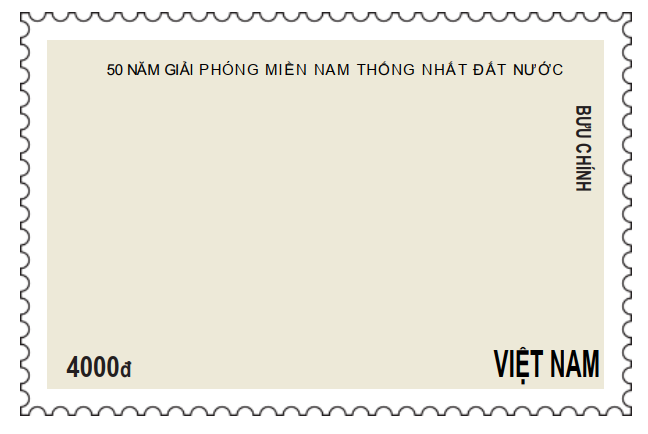 50 NĂM GIẢI PHÓNG MIỀN NAM THỐNG NHẤT ĐẤT NƯỚC
BƯU CHÍNH
4000đ
VIỆT NAM